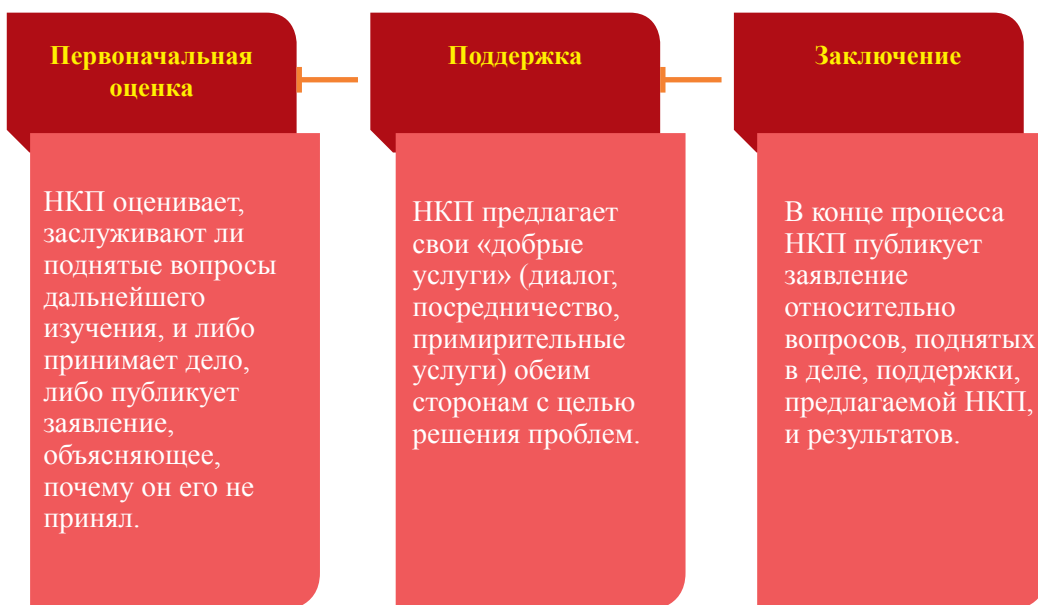 Первоначальная
оценка
НКП оценивает,
заслуживают ли
поднятые вопросы
дальнейшего
изучения, и либо
принимает дело,
либо публикует
заявление,
объясняющее,
почему он его не
принял.
Поддержка
НКП предлагает
свои «добрые
услуги» (диалог,
посредничество,
примирительные
услуги) обеим
сторонам с целью
решения проблем.
Заключение
В конце процесса
НКП публикует
заявление
относительно
вопросов, поднятых
в деле, поддержки,
предлагаемой НКП,
и результатов.